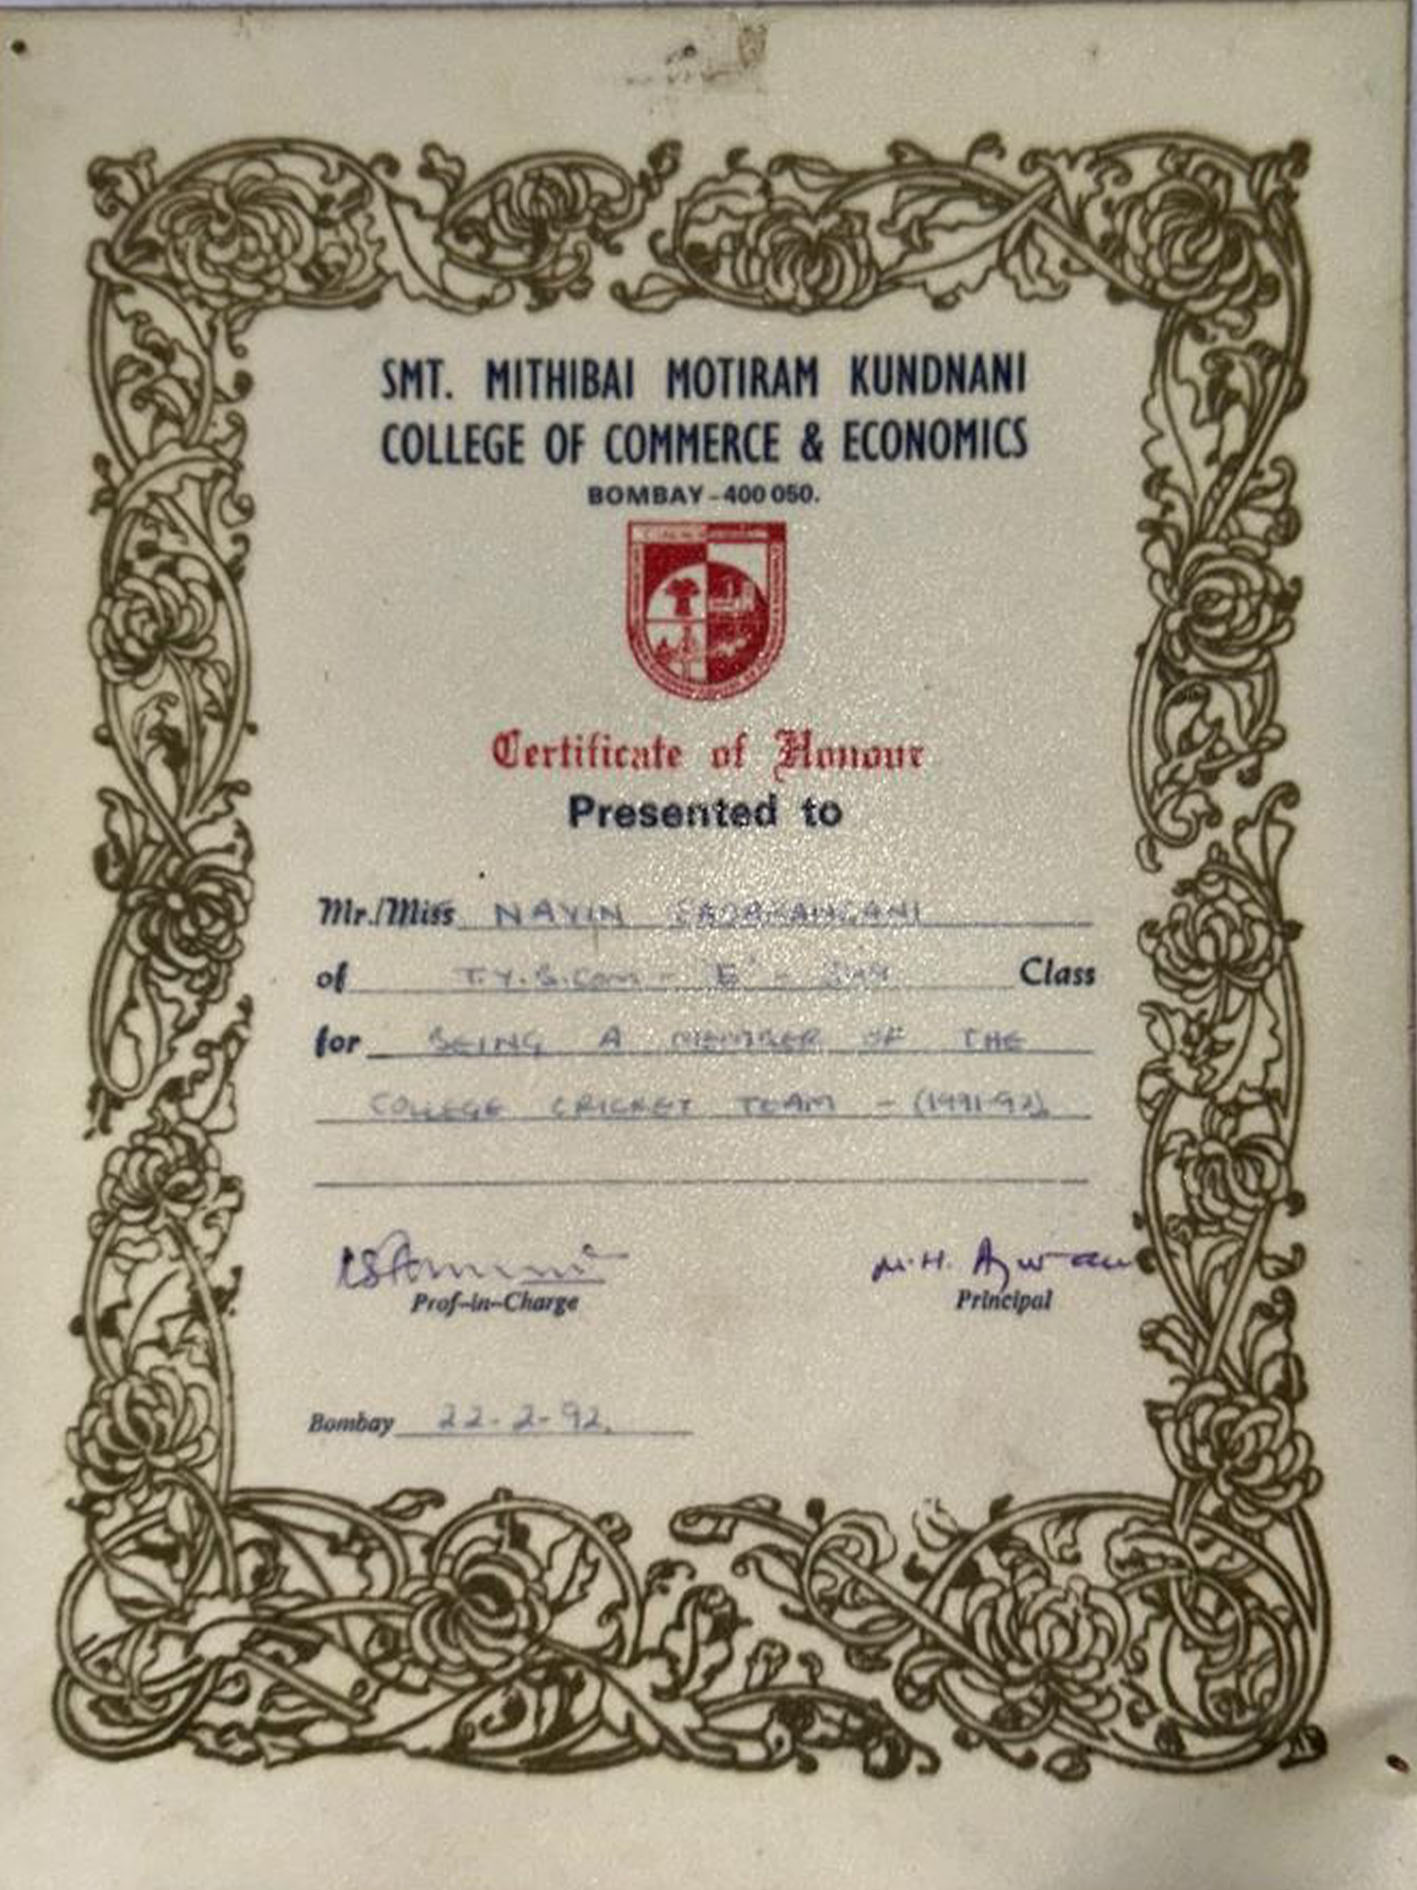 SMT. MITHIBAI MOTIRAM KUNDNANI
COLLEGE OF COMMERCE & ECONOMICS
BOMBAY-400 050.
Certificate of Honour
Presented to
Mr./Miss NAVIN
of T.Y.B.Com - 'E' - Class
for BEING A MEMBER OF THE
COLLEGE CRICKET TEAM - (1991-92).
Prof-in-Charge
M.H. Principal
Bombay 22-2-92.